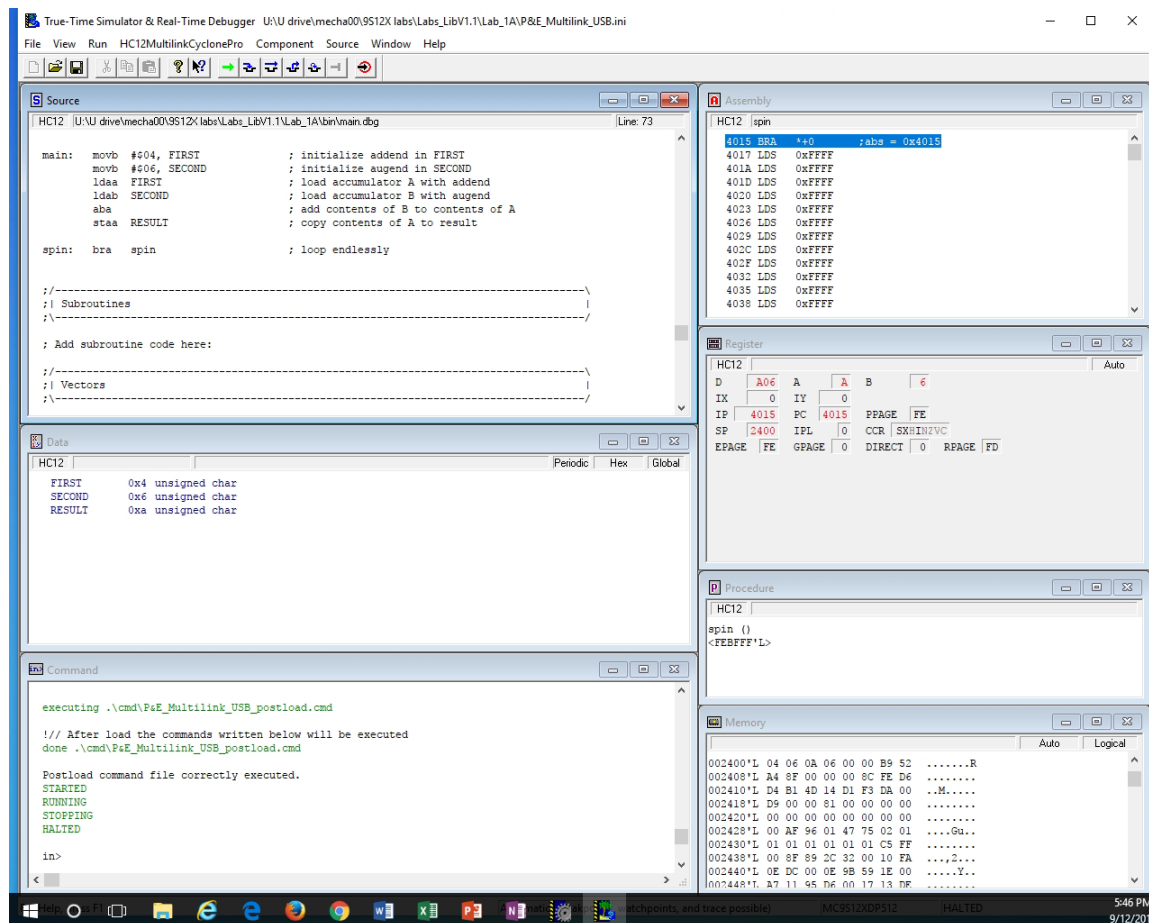 True-Time Simulator & Real-Time Debugger U:\U drive\mecha00\9S12X labs\Labs_LibV1.1\Lab_1A\P&E_Multilink_USB.ini
File View Run HC12MultilinkCyclonePro Component Source Window Help
Source
HC12 U:\U drive\mecha00\9S12X labs\Labs_LibV1.1\Lab_1A\bin\main.dbg Line: 73
main: movb #$04, FIRST ; initialize addend in FIRST
movb #$06, SECOND ; initialize augend in SECOND
ldaa FIRST ; load accumulator A with addend
ldab SECOND ; load accumulator B with augend
aba ; add contents of B to contents of A
staa RESULT ; copy contents of A to result
spin: bra spin ; loop endlessly
;/------------------------------------------------------------------------------\
;| Subroutines |
;\------------------------------------------------------------------------------/
; Add subroutine code here:
;/------------------------------------------------------------------------------\
;| Vectors |
;\------------------------------------------------------------------------------/
Assembly
HC12 spin
4015 BRA *+0 ;abs = 0x4015
4017 LDS 0xFFFF
401A LDS 0xFFFF
401D LDS 0xFFFF
4020 LDS 0xFFFF
4023 LDS 0xFFFF
4026 LDS 0xFFFF
4029 LDS 0xFFFF
402C LDS 0xFFFF
402F LDS 0xFFFF
4032 LDS 0xFFFF
4035 LDS 0xFFFF
4038 LDS 0xFFFF
Register
HC12 Auto
D A06 A A B 6
IX 0 IY 0
IP 4015 PC 4015 PPAGE FE
SP 2400 IPL 0 CCR SXHINZVC
EPAGE FE GPAGE 0 DIRECT 0 RPAGE FD
Data
HC12 Periodic Hex Global
FIRST 0x4 unsigned char
SECOND 0x6 unsigned char
RESULT 0xa unsigned char
Procedure
HC12
spin ()
<FEBFFF'L>
Command
executing .\cmd\P&E_Multilink_USB_postload.cmd
!// After load the commands written below will be executed
done .\cmd\P&E_Multilink_USB_postload.cmd
Postload command file correctly executed.
STARTED
RUNNING
STOPPING
HALTED
in>
Memory
Auto Logical
002400'L 04 06 0A 06 00 00 B9 52 .......R
002408'L A4 8F 00 00 00 8C FE D6 ........
002410'L D4 B1 4D 14 D1 F3 DA 00 ..M.....
002418'L D9 00 00 81 00 00 00 00 ........
002420'L 00 00 00 00 00 00 00 00 ........
002428'L 00 AF 96 01 47 75 02 01 ....Gu..
002430'L 01 01 01 01 01 01 C5 FF ........
002438'L 00 8F 89 2C 32 00 10 FA ...,2...
002440'L 0E DC 00 0E 9B 59 1E 00 .....Y..
002448'L A7 11 95 D6 00 17 13 DE ........
watchpoints, and trace possible) MC9S12XDP512 HALTED
5:46 PM